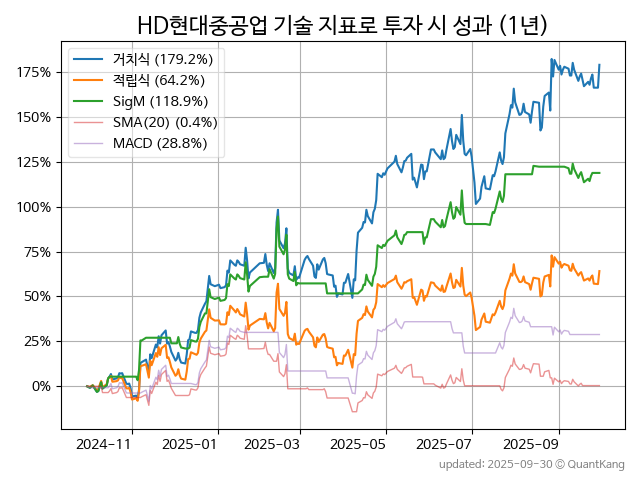 HD현대중공업 기술 지표로 투자 시 성과 (1년)
거치식 (179.2%)
적립식 (64.2%)
SigM (118.9%)
SMA(20) (0.4%)
MACD (28.8%)
175%
150%
125%
100%
75%
50%
25%
0%
2024-11 2025-01 2025-03 2025-05 2025-07 2025-09
updated: 2025-09-30 © QuantKang